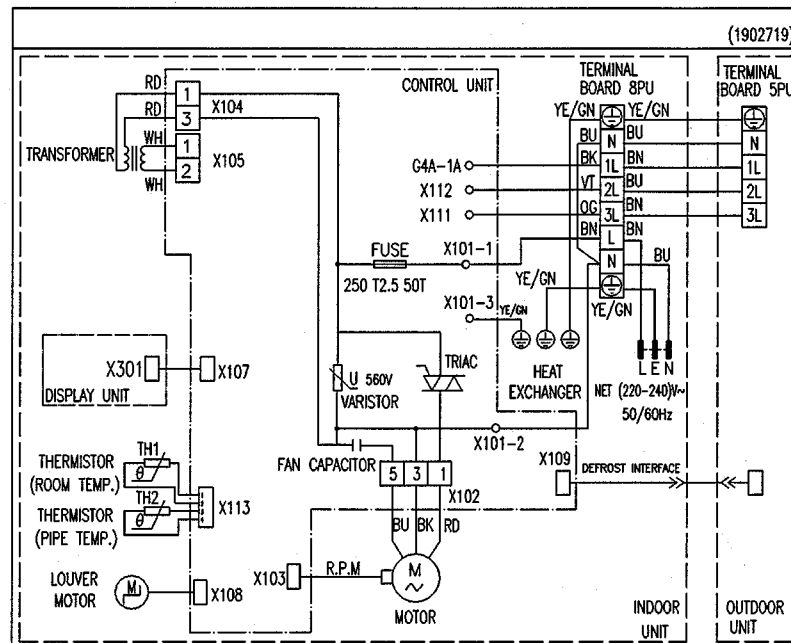 (1902719)
TERMINAL
BOARD 8PU
TERMINAL
BOARD 5PU
CONTROL UNIT
RD
1
RD
3
X104
TRANSFORMER
WH
1
X105
2
WH
YE/GN
YE/GN
BU
N
BU
N
G4A-1A
BK
1L
BN
1L
X112
VT
2L
BU
2L
X111
OG
3L
BN
3L
BN
L
BN
FUSE
X101-1
N
BU
250 T2.5 50T
YE/GN
X101-3
YE/GN
YE/GN
HEAT
EXCHANGER
L E N
NET (220-240)V~
50/60Hz
X301
X107
DISPLAY UNIT
TRIAC
U 560V
VARISTOR
X101-2
FAN CAPACITOR
5
3
1
X102
X109
DEFROST INTERFACE
THERMISTOR
(ROOM TEMP.)
TH1
θ
TH2
X113
THERMISTOR
(PIPE TEMP.)
θ
BU
BK
RD
LOUVER
MOTOR
M
X108
X103
R.P.M
M
~
MOTOR
INDOOR
UNIT
OUTDOOR
UNIT